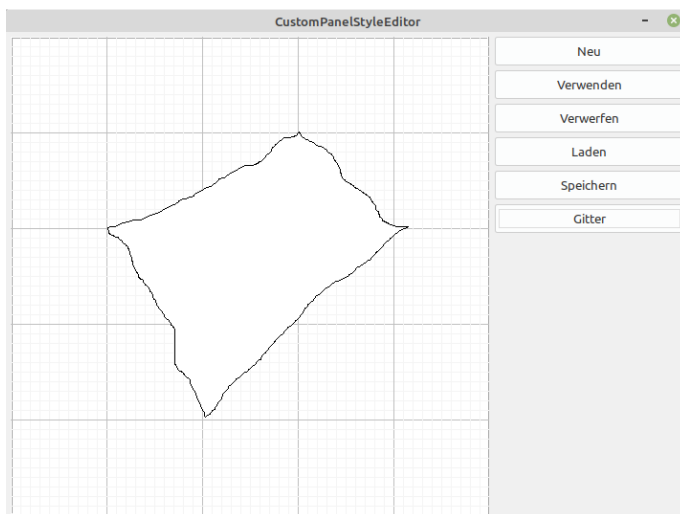 CustomPanelStyleEditor
Neu
Verwenden
Verwerfen
Laden
Speichern
Gitter